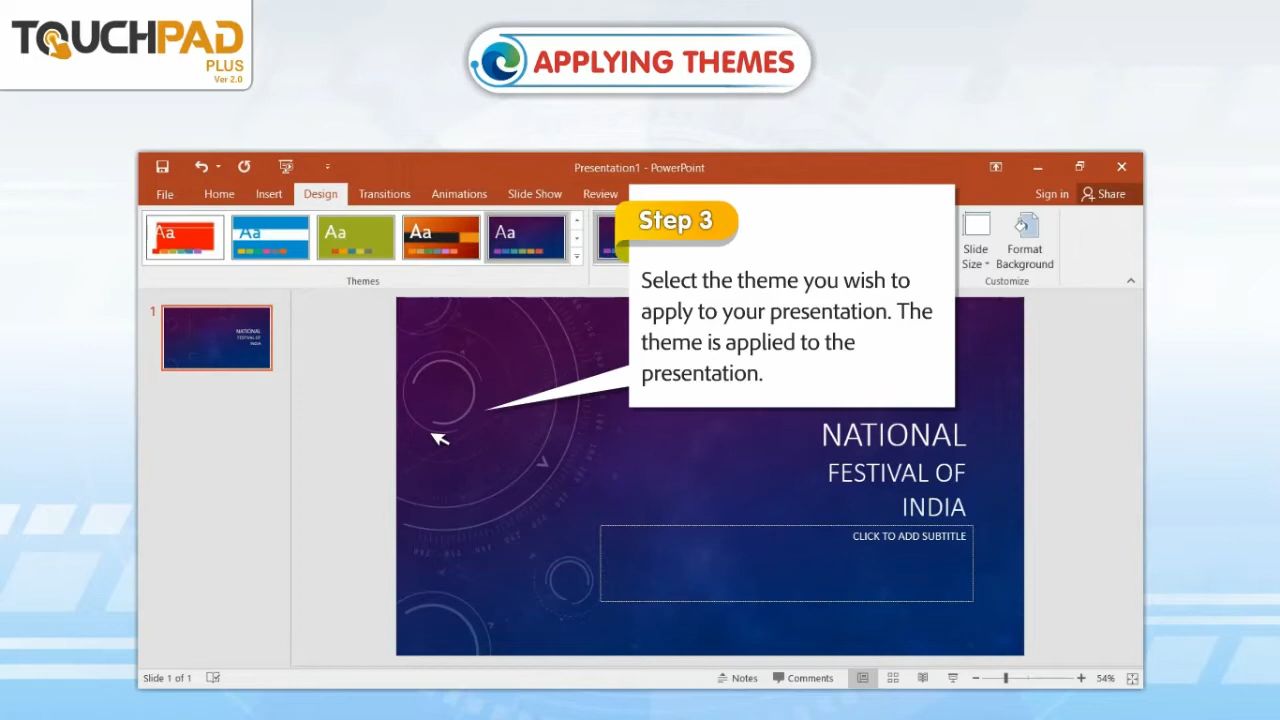 TOUCHPAD
PLUS
Ver 2.0
APPLYING THEMES
Presentation1 - PowerPoint
File Home Insert Design Transitions Animations Slide Show Review
Sign in Share
Aa Aa Aa Aa Aa
Step 3
Slide
Size
Format
Background
Themes
Customize
Select the theme you wish to
apply to your presentation. The
theme is applied to the
presentation.
1
NATIONAL
FESTIVAL OF
INDIA
NATIONAL
FESTIVAL OF
INDIA
CLICK TO ADD SUBTITLE
Slide 1 of 1 Notes Comments 54%